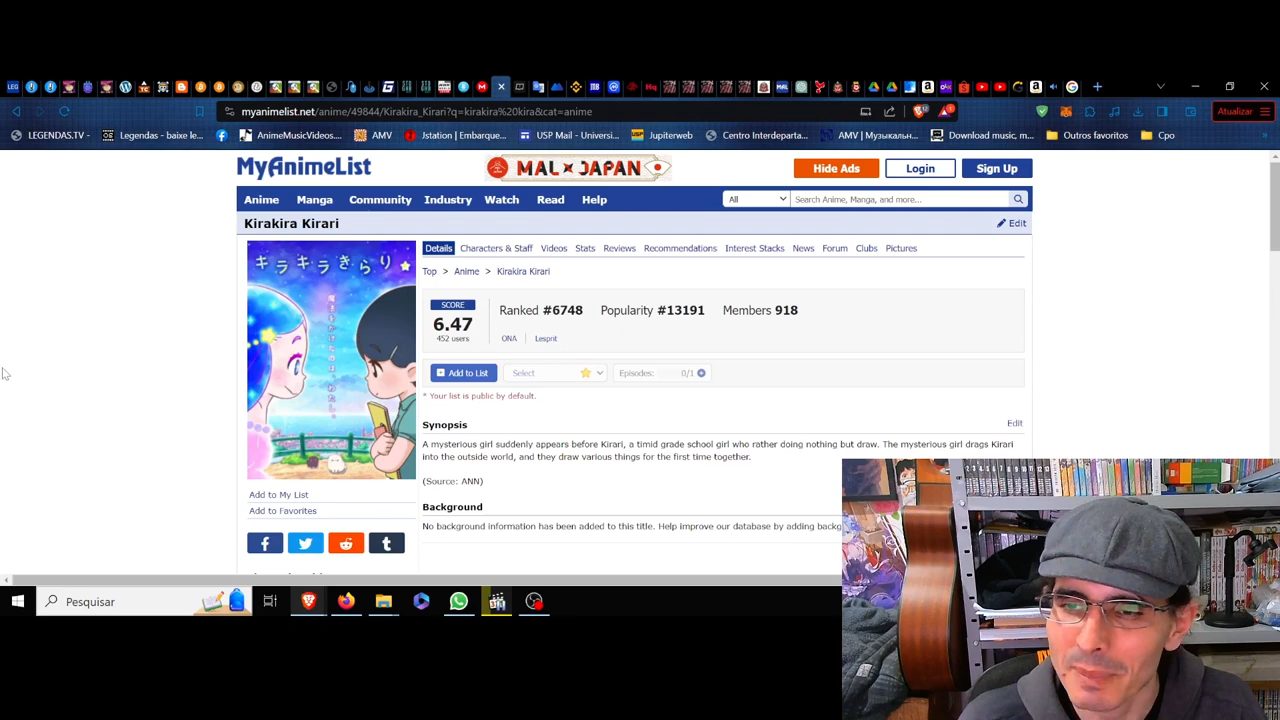 myanimelist.net/anime/49844/Kirakira_Kirari?q=kirakira%20kira&cat=anime
Atualizar
LEGENDAS.TV -
Legendas - baixe le...
AnimeMusicVideos....
AMV
Jstation | Embarque...
USP Mail - Universi...
Jupiterweb
Centro Interdeparta...
AMV | Музыкальн...
Download music, m...
Outros favoritos
Cpo
MyAnimeList
MAL JAPAN
Hide Ads
Login
Sign Up
Anime Manga Community Industry Watch Read Help
All
Search Anime, Manga, and more...
Kirakira Kirari
Edit
キラキラきらり
Details Characters & Staff Videos Stats Reviews Recommendations Interest Stacks News Forum Clubs Pictures
Top > Anime > Kirakira Kirari
SCORE
6.47
452 users
Ranked #6748 Popularity #13191 Members 918
ONA Lesprit
Add to List
Select
Episodes: 0/1
* Your list is public by default.
Synopsis
Edit
A mysterious girl suddenly appears before Kirari, a timid grade school girl who rather doing nothing but draw. The mysterious girl drags Kirari
into the outside world, and they draw various things for the first time together.
(Source: ANN)
Background
No background information has been added to this title. Help improve our database by adding backg
Add to My List
Add to Favorites
Pesquisar